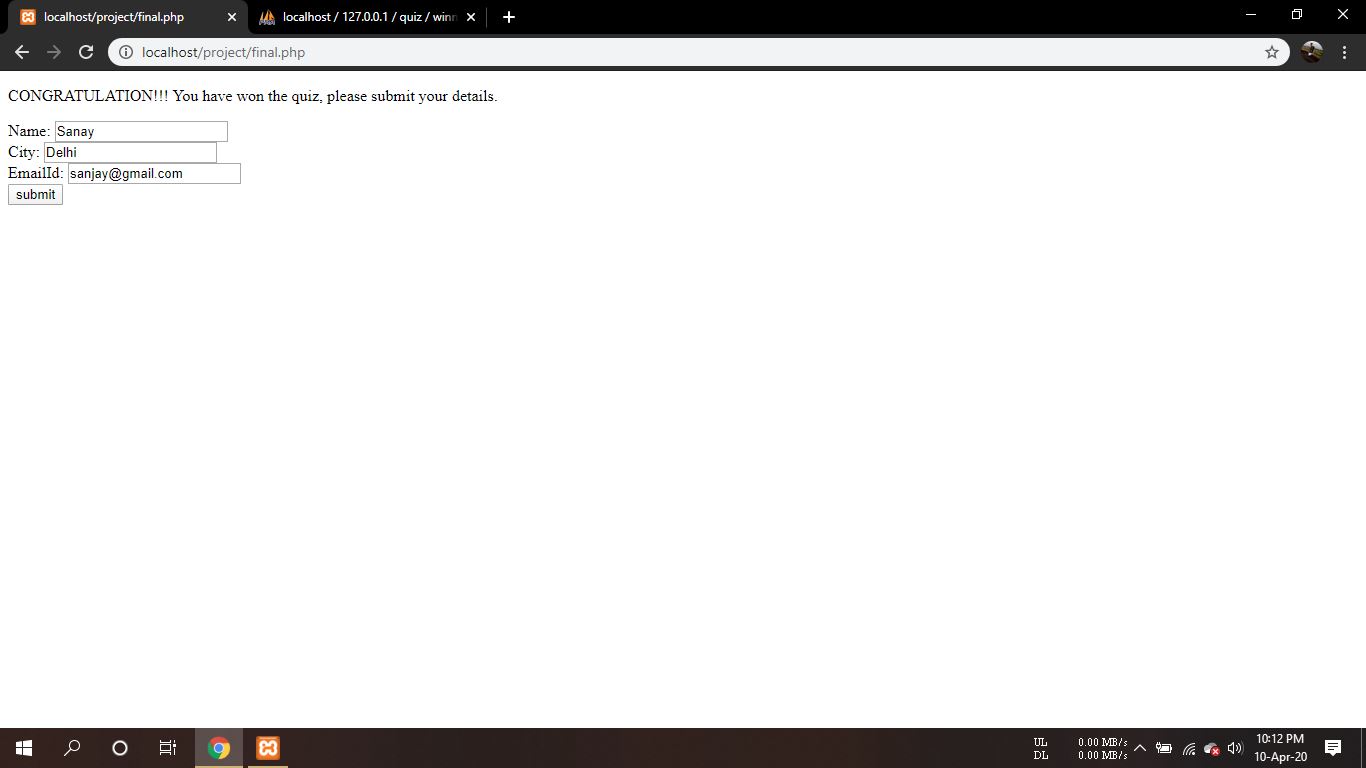 localhost/project/final.php
localhost / 127.0.0.1 / quiz / winn
localhost/project/final.php
CONGRATULATION!!! You have won the quiz, please submit your details.
Name: Sanay
City: Delhi
EmailId: sanjay@gmail.com
submit
UL 0.00 MB/s
DL 0.00 MB/s
10:12 PM
10-Apr-20